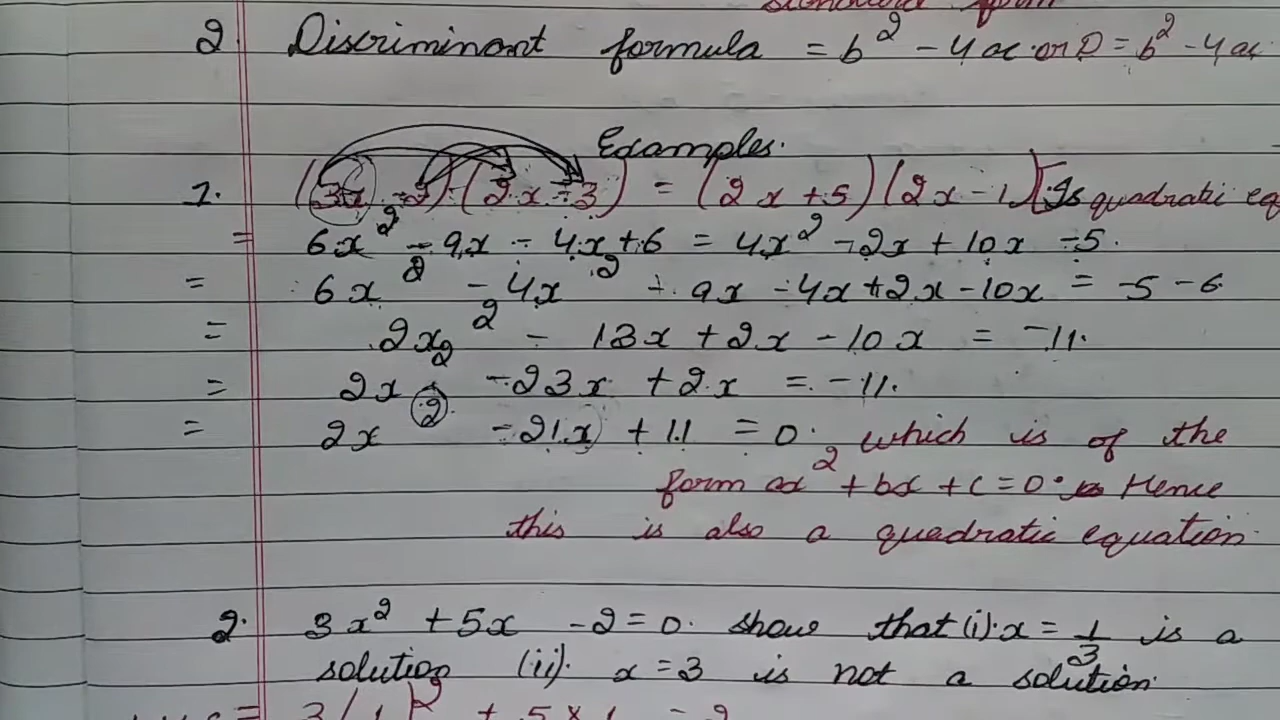 2. Discriminant formula = b² - 4ac or D = b² - 4ac
Examples.
1. (3x - 2) (2x - 3) = (2x + 5) (2x - 1) [Is quadratic eq
= 6x² - 9x - 4x + 6 = 4x² - 2x + 10x - 5.
= 6x² - 4x² - 9x - 4x + 2x - 10x = -5 - 6
= 2x² - 13x + 2x - 10x = -11.
= 2x² - 23x + 2x = -11.
= 2x² - 21x + 11 = 0. which is of the
form ax² + bx + c = 0. Hence
this is also a quadratic equation.
2. 3x² + 5x - 2 = 0. show that (i). x = 1/3 is a
solution (ii). x = 3 is not a solution.